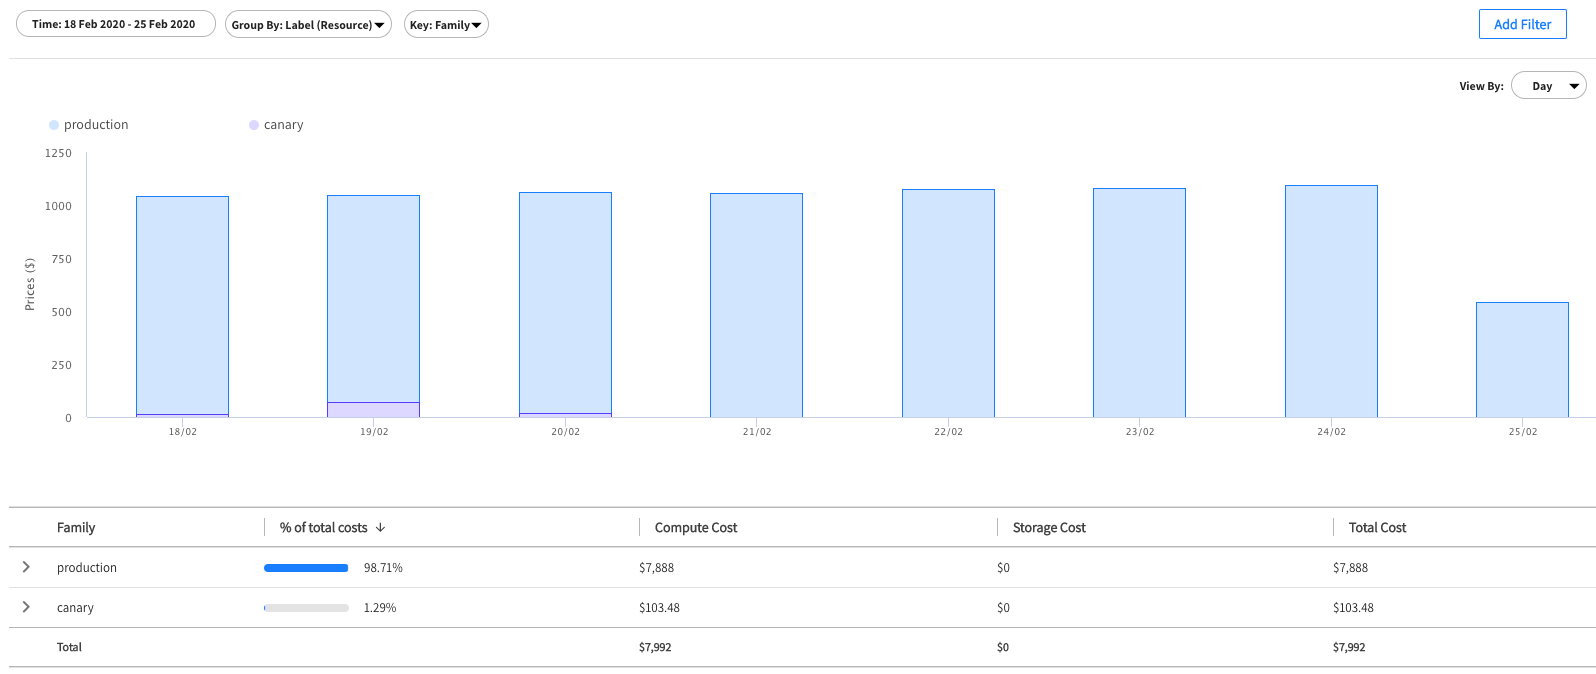 Time: 18 Feb 2020 - 25 Feb 2020 Group By: Label (Resource) Key: Family Add Filter
View By: Day
production canary
1250
1000
750
500
250
0
Prices ($)
18/02 19/02 20/02 21/02 22/02 23/02 24/02 25/02
Family % of total costs Compute Cost Storage Cost Total Cost
production 98.71% $7,888 $0 $7,888
canary 1.29% $103.48 $0 $103.48
Total $7,992 $0 $7,992